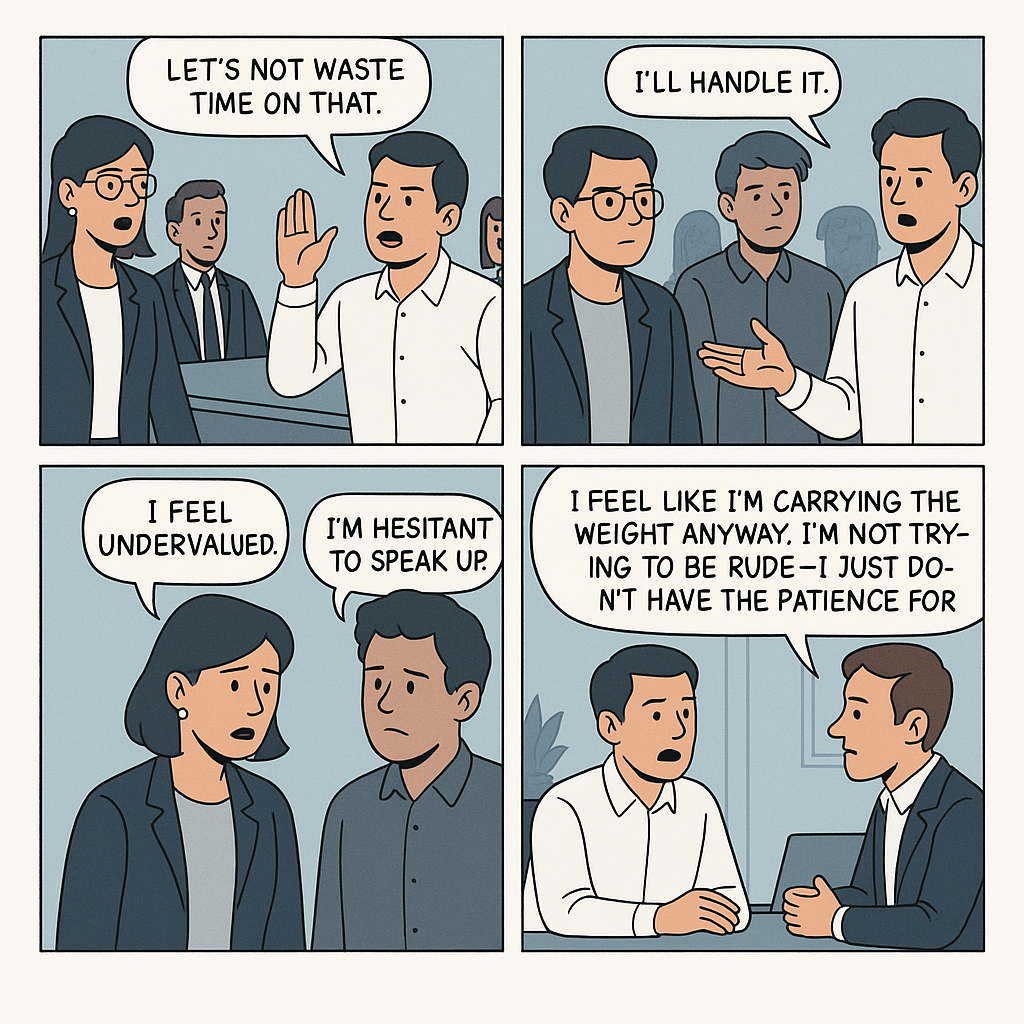 LET'S NOT WASTE
TIME ON THAT.
I'LL HANDLE IT.
I FEEL
UNDERVALUED.
I'M HESITANT
TO SPEAK UP.
I FEEL LIKE I'M CARRYING THE
WEIGHT ANYWAY. I'M NOT TRY-
ING TO BE RUDE—I JUST DO-
N'T HAVE THE PATIENCE FOR